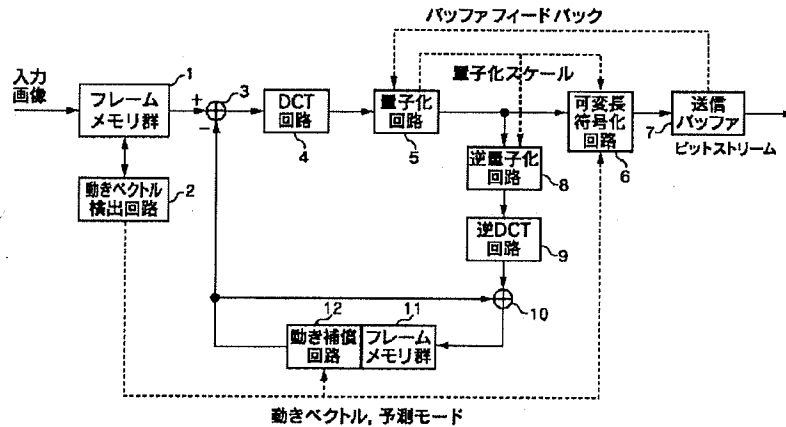 バッファ フィードバック
入力
画像
1
フレーム
メモリ群
+
−
3
DCT
回路
4
量子化
回路
5
量子化スケール
可変長
符号化
回路
6
送信
バッファ
7
ビットストリーム
動きベクトル
検出回路
2
逆量子化
回路
8
逆DCT
回路
9
10
12
動き補償
回路
11
フレーム
メモリ群
動きベクトル, 予測モード